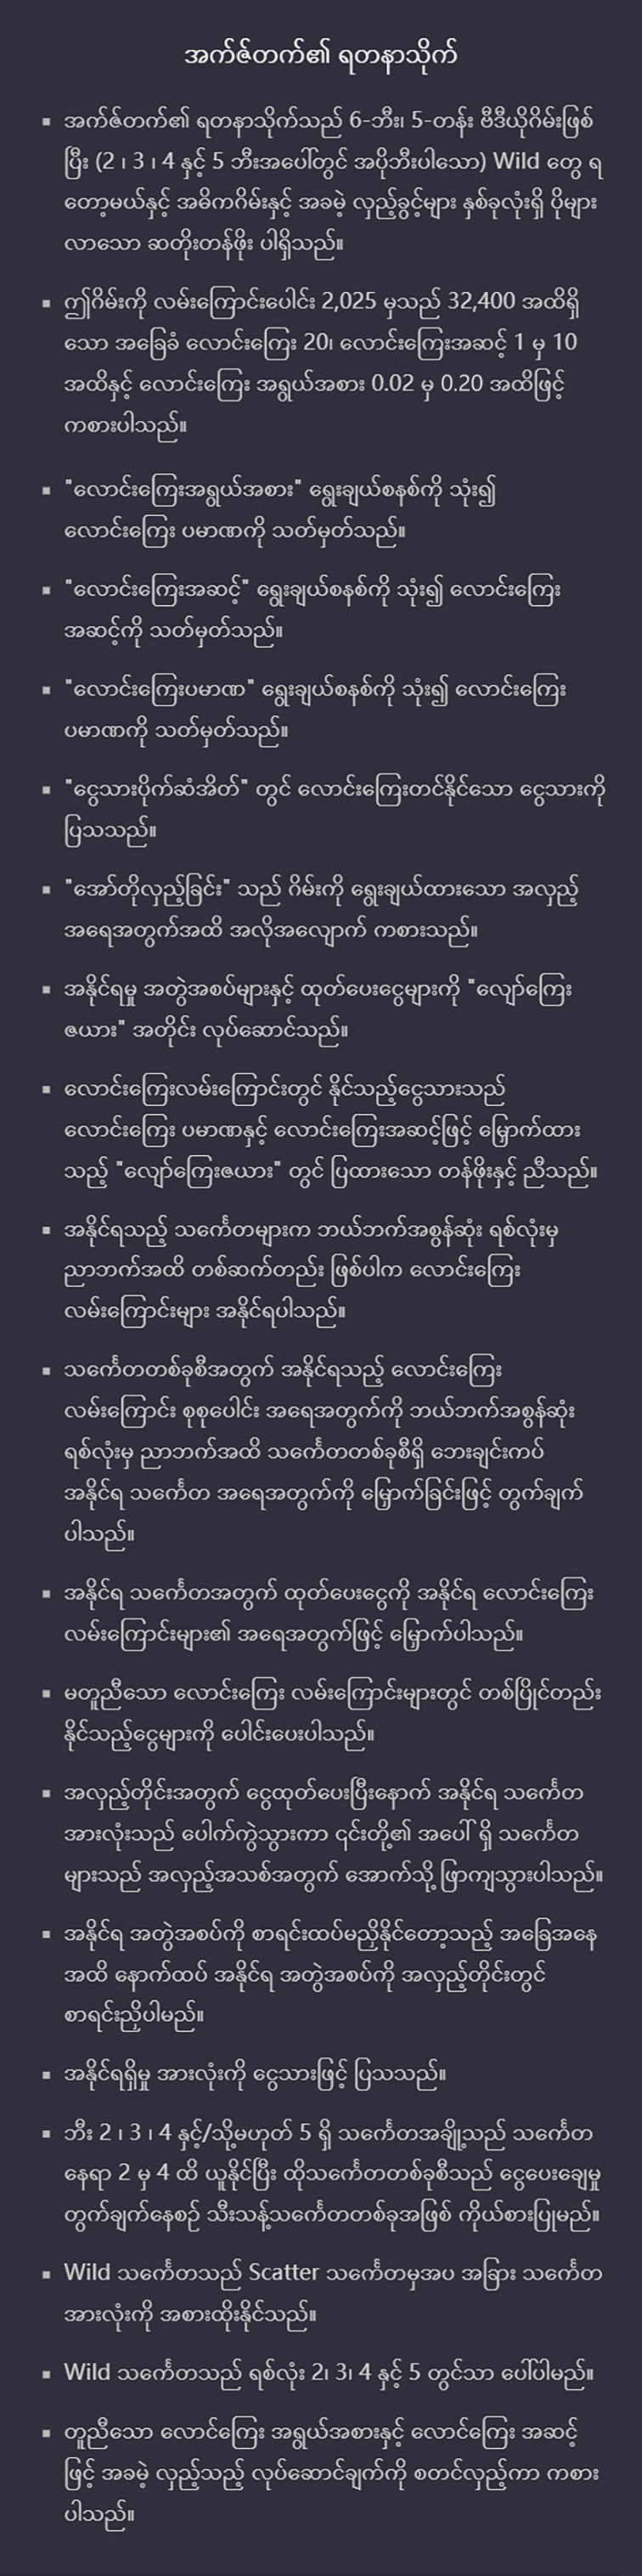 အက်ဇ်တက်၏ ရတနာသိုက်
▪ အက်ဇ်တက်၏ ရတနာသိုက်သည် 6-ဘီး၊ 5-တန်း ဗီဒီယိုဂိမ်းဖြစ်
ပြီး (2 ၊ 3 ၊ 4 နှင့် 5 ဘီးအပေါ်တွင် အပိုဘီးပါသော) Wild တွေ ရ
တော့မယ်နှင့် အဓိကဂိမ်းနှင့် အခမဲ့ လှည့်ခွင့်များ နှစ်ခုလုံးရှိ ပိုများ
လာသော ဆတိုးတန်ဖိုး ပါရှိသည်။
▪ ဤဂိမ်းကို လမ်းကြောင်းပေါင်း 2,025 မှသည် 32,400 အထိရှိ
သော အခြေခံ လောင်းကြေး 20၊ လောင်းကြေးအဆင့် 1 မှ 10
အထိနှင့် လောင်းကြေး အရွယ်အစား 0.02 မှ 0.20 အထိဖြင့်
ကစားပါသည်။
▪ "လောင်းကြေးအရွယ်အစား" ရွေးချယ်စနစ်ကို သုံး၍
လောင်းကြေး ပမာဏကို သတ်မှတ်သည်။
▪ "လောင်းကြေးအဆင့်" ရွေးချယ်စနစ်ကို သုံး၍ လောင်းကြေး
အဆင့်ကို သတ်မှတ်သည်။
▪ "လောင်းကြေးပမာဏ" ရွေးချယ်စနစ်ကို သုံး၍ လောင်းကြေး
ပမာဏကို သတ်မှတ်သည်။
▪ "ငွေသားပိုက်ဆံအိတ်" တွင် လောင်းကြေးတင်နိုင်သော ငွေသားကို
ပြသသည်။
▪ "အော်တိုလှည့်ခြင်း" သည် ဂိမ်းကို ရွေးချယ်ထားသော အလှည့်
အရေအတွက်အထိ အလိုအလျောက် ကစားသည်။
▪ အနိုင်ရမှု အတွဲအစပ်များနှင့် ထုတ်ပေးငွေများကို "လျော်ကြေး
ဇယား" အတိုင်း လုပ်ဆောင်သည်။
▪ လောင်းကြေးလမ်းကြောင်းတွင် နိုင်သည့်ငွေသားသည်
လောင်းကြေး ပမာဏနှင့် လောင်းကြေးအဆင့်ဖြင့် မြှောက်ထား
သည့် "လျော်ကြေးဇယား" တွင် ပြထားသော တန်ဖိုးနှင့် ညီသည်။
▪ အနိုင်ရသည့် သင်္ကေတများက ဘယ်ဘက်အစွန်ဆုံး ရစ်လုံးမှ
ညာဘက်အထိ တစ်ဆက်တည်း ဖြစ်ပါက လောင်းကြေး
လမ်းကြောင်းများ အနိုင်ရပါသည်။
▪ သင်္ကေတတစ်ခုစီအတွက် အနိုင်ရသည့် လောင်းကြေး
လမ်းကြောင်း စုစုပေါင်း အရေအတွက်ကို ဘယ်ဘက်အစွန်ဆုံး
ရစ်လုံးမှ ညာဘက်အထိ သင်္ကေတတစ်ခုစီရှိ ဘေးချင်းကပ်
အနိုင်ရ သင်္ကေတ အရေအတွက်ကို မြှောက်ခြင်းဖြင့် တွက်ချက်
ပါသည်။
▪ အနိုင်ရ သင်္ကေတအတွက် ထုတ်ပေးငွေကို အနိုင်ရ လောင်းကြေး
လမ်းကြောင်းများ၏ အရေအတွက်ဖြင့် မြှောက်ပါသည်။
▪ မတူညီသော လောင်းကြေး လမ်းကြောင်းများတွင် တစ်ပြိုင်တည်း
နိုင်သည့်ငွေများကို ပေါင်းပေးပါသည်။
▪ အလှည့်တိုင်းအတွက် ငွေထုတ်ပေးပြီးနောက် အနိုင်ရ သင်္ကေတ
အားလုံးသည် ပေါက်ကွဲသွားကာ ၎င်းတို့၏ အပေါ် ရှိ သင်္ကေတ
များသည် အလှည့်အသစ်အတွက် အောက်သို့ ဖြာကျသွားပါသည်။
▪ အနိုင်ရ အတွဲအစပ်ကို စာရင်းထပ်မညှိနိုင်တော့သည့် အခြေအနေ
အထိ နောက်ထပ် အနိုင်ရ အတွဲအစပ်ကို အလှည့်တိုင်းတွင်
စာရင်းညှိပါမည်။
▪ အနိုင်ရရှိမှု အားလုံးကို ငွေသားဖြင့် ပြသသည်။
▪ ဘီး 2 ၊ 3 ၊ 4 နှင့်/သို့မဟုတ် 5 ရှိ သင်္ကေတအချို့သည် သင်္ကေတ
နေရာ 2 မှ 4 ထိ ယူနိုင်ပြီး ထိုသင်္ကေတတစ်ခုစီသည် ငွေပေးချေမှု
တွက်ချက်နေစဉ် သီးသန့်သင်္ကေတတစ်ခုအဖြစ် ကိုယ်စားပြုမည်။
▪ Wild သင်္ကေတသည် Scatter သင်္ကေတမှအပ အခြား သင်္ကေတ
အားလုံးကို အစားထိုးနိုင်သည်။
▪ Wild သင်္ကေတသည် ရစ်လုံး 2၊ 3၊ 4 နှင့် 5 တွင်သာ ပေါ်ပါမည်။
▪ တူညီသော လောင်ကြေး အရွယ်အစားနှင့် လောင်ကြေး အဆင့်
ဖြင့် အခမဲ့ လှည့်သည့် လုပ်ဆောင်ချက်ကို စတင်လှည့်ကာ ကစား
ပါသည်။